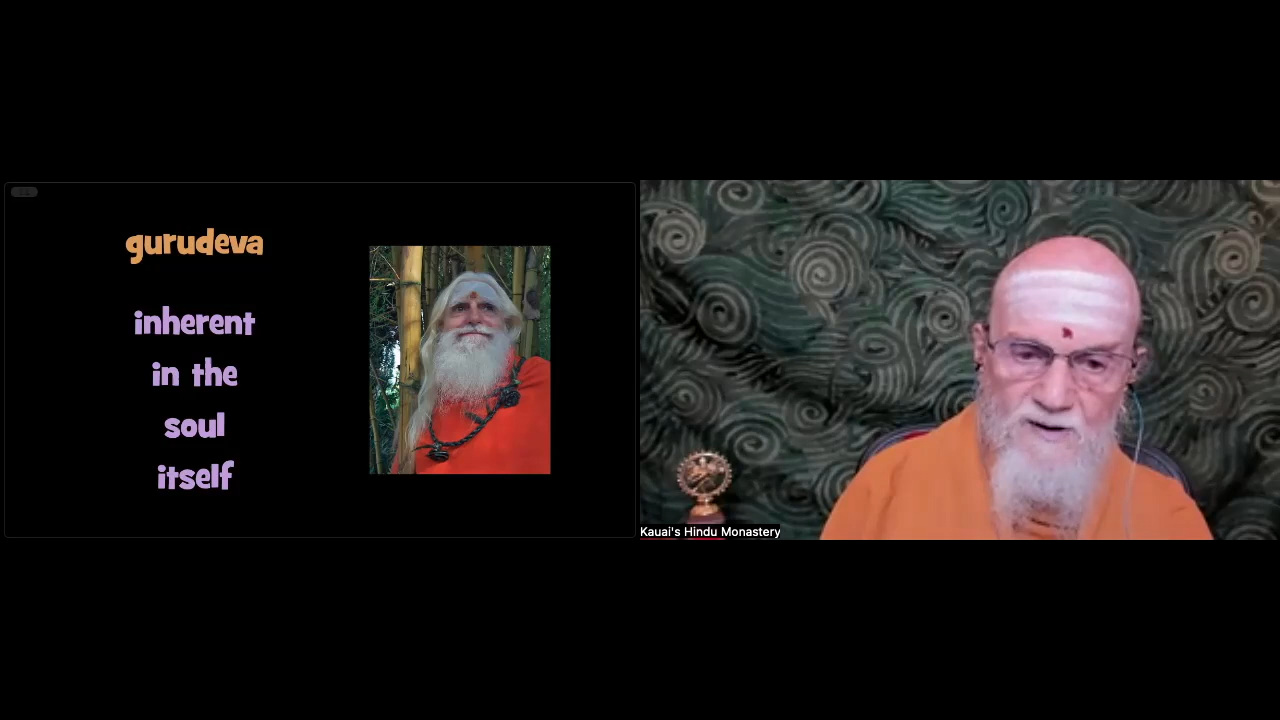 gurudeva
inherent
in the
soul
itself
Kauai's Hindu Monastery